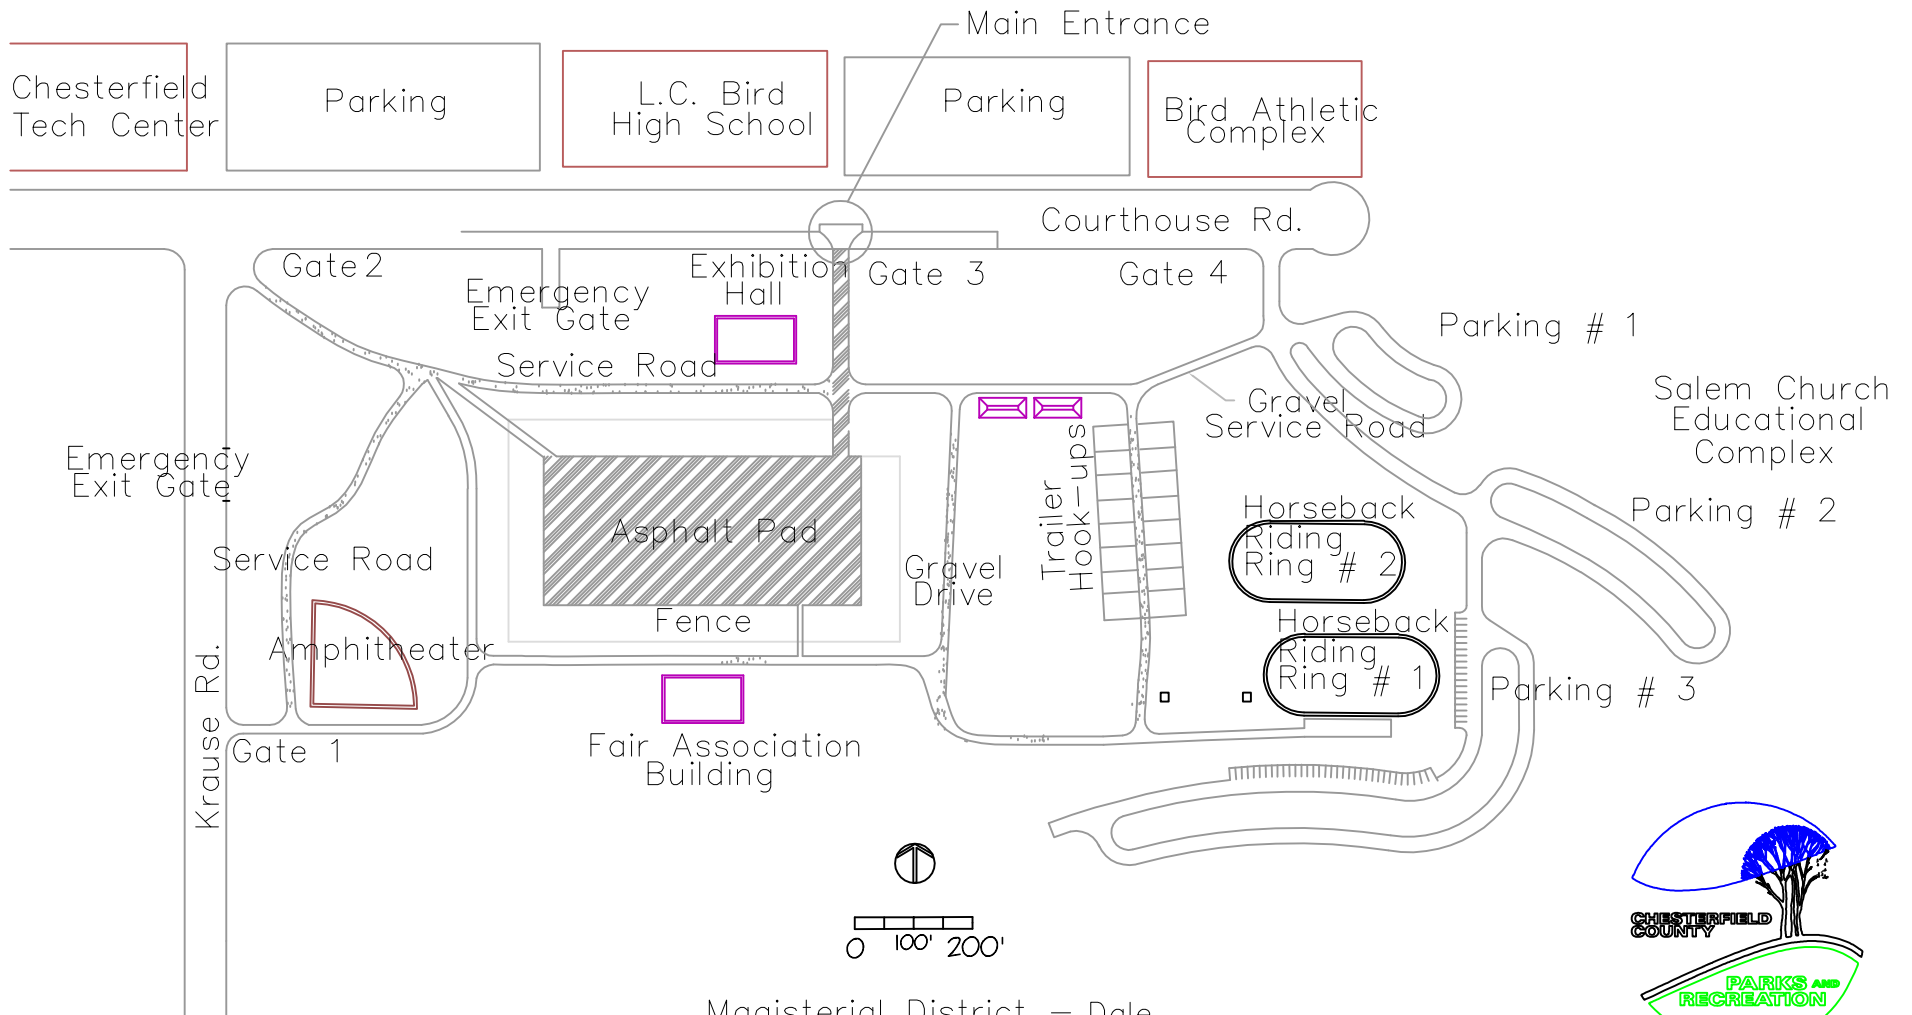 Main Entrance
Chesterfield
Tech Center
Parking
L.C. Bird
High School
Parking
Bird Athletic
Complex
Courthouse Rd.
Gate 2
Emergency
Exit Gate
Exhibition
Hall
Gate 3
Gate 4
Parking # 1
Service Road
Gravel
Service Road
Salem Church
Educational
Complex
Emergency
Exit Gate
Trailer
Hook-ups
Horseback
Riding
Ring # 2
Parking # 2
Asphalt Pad
Service Road
Gravel
Drive
Fence
Horseback
Riding
Ring # 1
Amphitheater
Krause Rd.
Parking # 3
Gate 1
Fair Association
Building
0 100' 200'
CHESTERFIELD
COUNTY
PARKS AND
RECREATION
Magisterial District - Dale